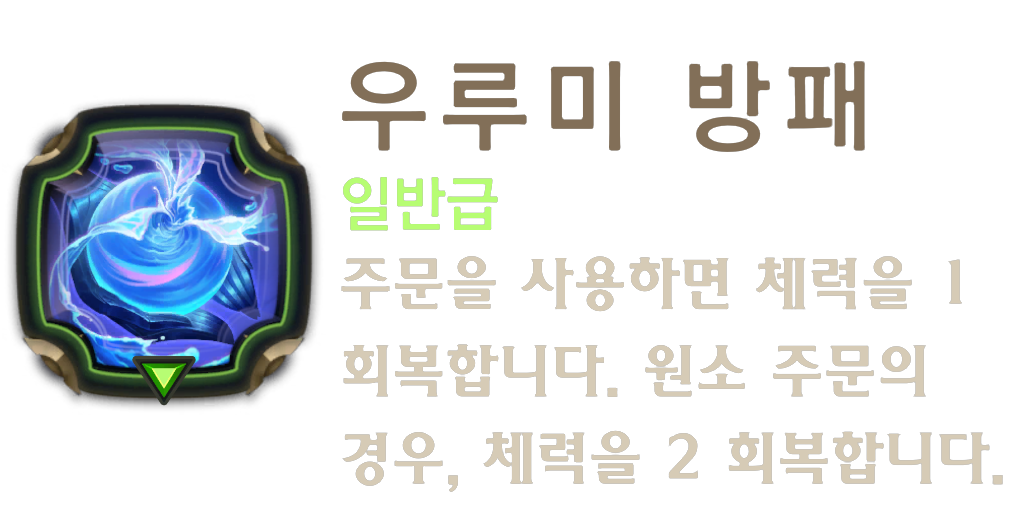 우루미 방패
일반급
주문을 사용하면 체력을 1
회복합니다. 원소 주문의
경우, 체력을 2 회복합니다.